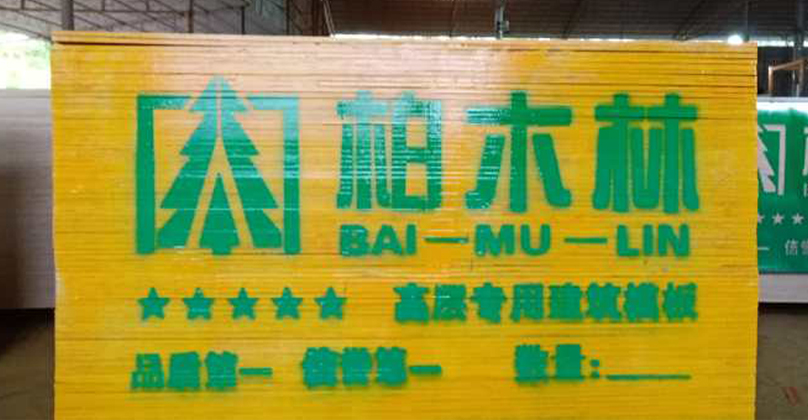 柏木林
BAI—MU—LIN
★★★★★ 高层专用建筑模板
品质第一 信誉第一 数量:____